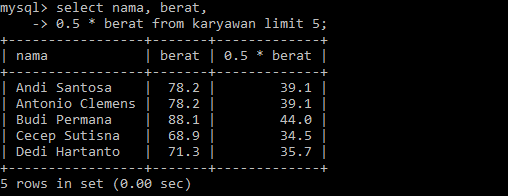 mysql> select nama, berat,
    -> 0.5 * berat from karyawan limit 5;
+-----------------+-------+-------------+
| nama            | berat | 0.5 * berat |
+-----------------+-------+-------------+
| Andi Santosa    |  78.2 |        39.1 |
| Antonio Clemens |  78.2 |        39.1 |
| Budi Permana    |  88.1 |        44.0 |
| Cecep Sutisna   |  68.9 |        34.5 |
| Dedi Hartanto   |  71.3 |        35.7 |
+-----------------+-------+-------------+
5 rows in set (0.00 sec)